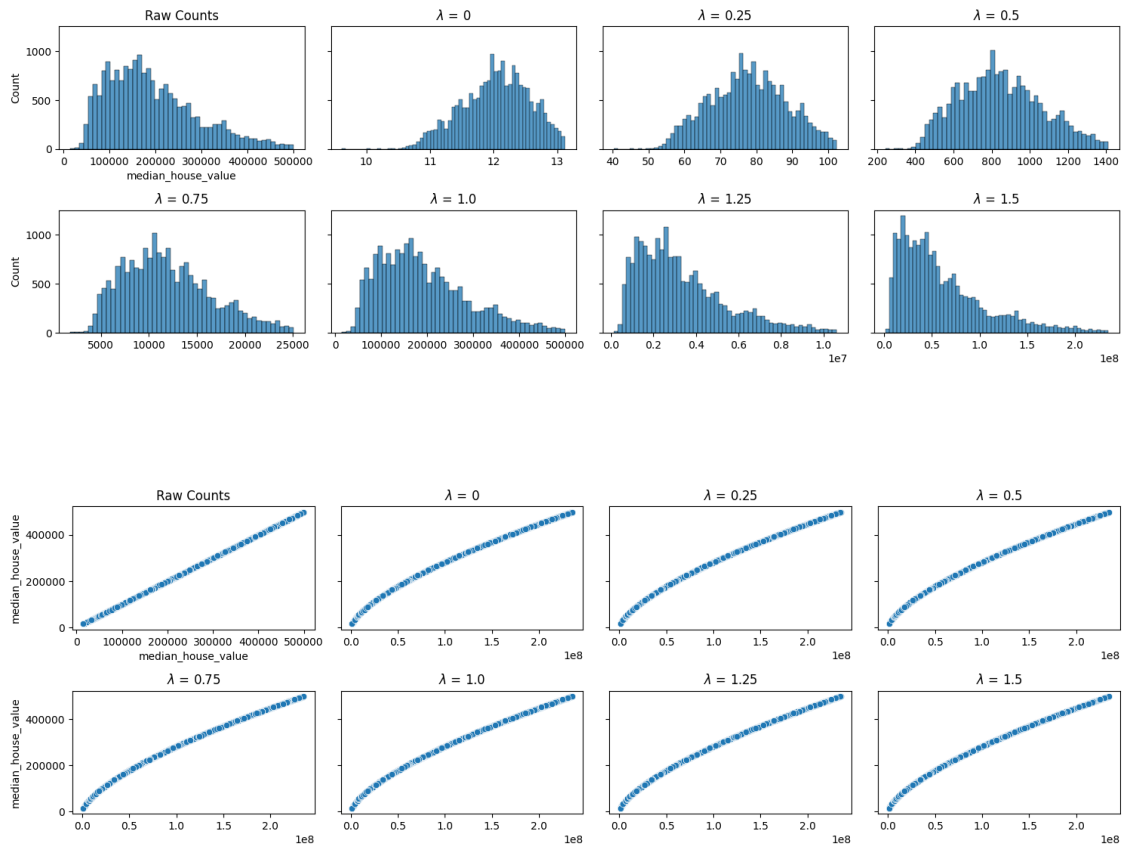 Raw Counts
λ = 0
λ = 0.25
λ = 0.5
Count
1000
500
0
0 100000 200000 300000 400000 500000
10 11 12 13
40 50 60 70 80 90 100
200 400 600 800 1000 1200 1400
median_house_value
λ = 0.75
λ = 1.0
λ = 1.25
λ = 1.5
Count
1000
500
0
5000 10000 15000 20000 25000
0 100000 200000 300000 400000 500000
0.0 0.2 0.4 0.6 0.8 1.0
1e7
0.0 0.5 1.0 1.5 2.0
1e8
Raw Counts
λ = 0
λ = 0.25
λ = 0.5
median_house_value
400000
200000
0
0 100000 200000 300000 400000 500000
median_house_value
0.0 0.5 1.0 1.5 2.0
1e8
0.0 0.5 1.0 1.5 2.0
1e8
0.0 0.5 1.0 1.5 2.0
1e8
λ = 0.75
λ = 1.0
λ = 1.25
λ = 1.5
median_house_value
400000
200000
0
0.0 0.5 1.0 1.5 2.0
1e8
0.0 0.5 1.0 1.5 2.0
1e8
0.0 0.5 1.0 1.5 2.0
1e8
0.0 0.5 1.0 1.5 2.0
1e8